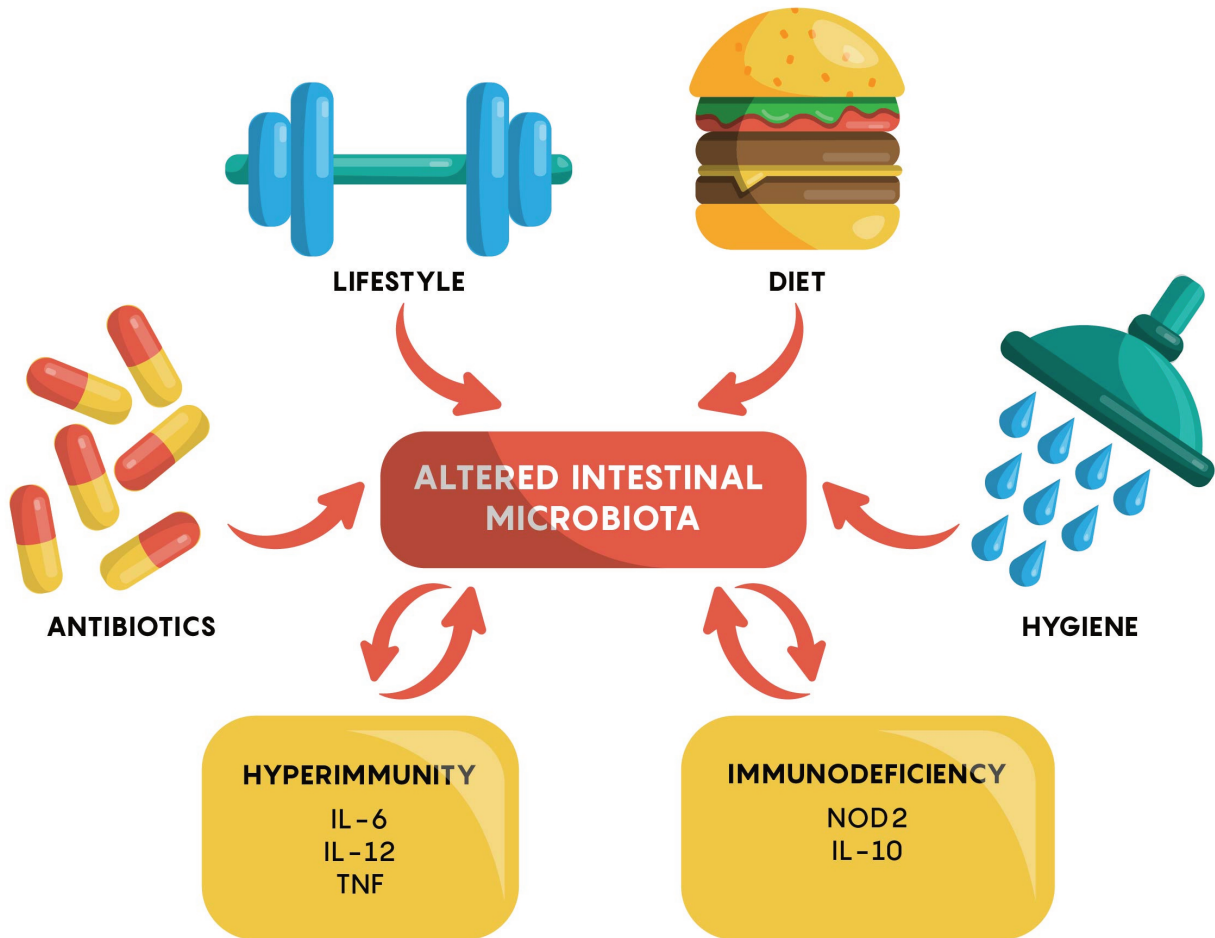 LIFESTYLE
DIET
ALTERED INTESTINAL
MICROBIOTA
ANTIBIOTICS
HYGIENE
HYPERIMMUNITY
IL-6
IL-12
TNF
IMMUNODEFICIENCY
NOD2
IL-10